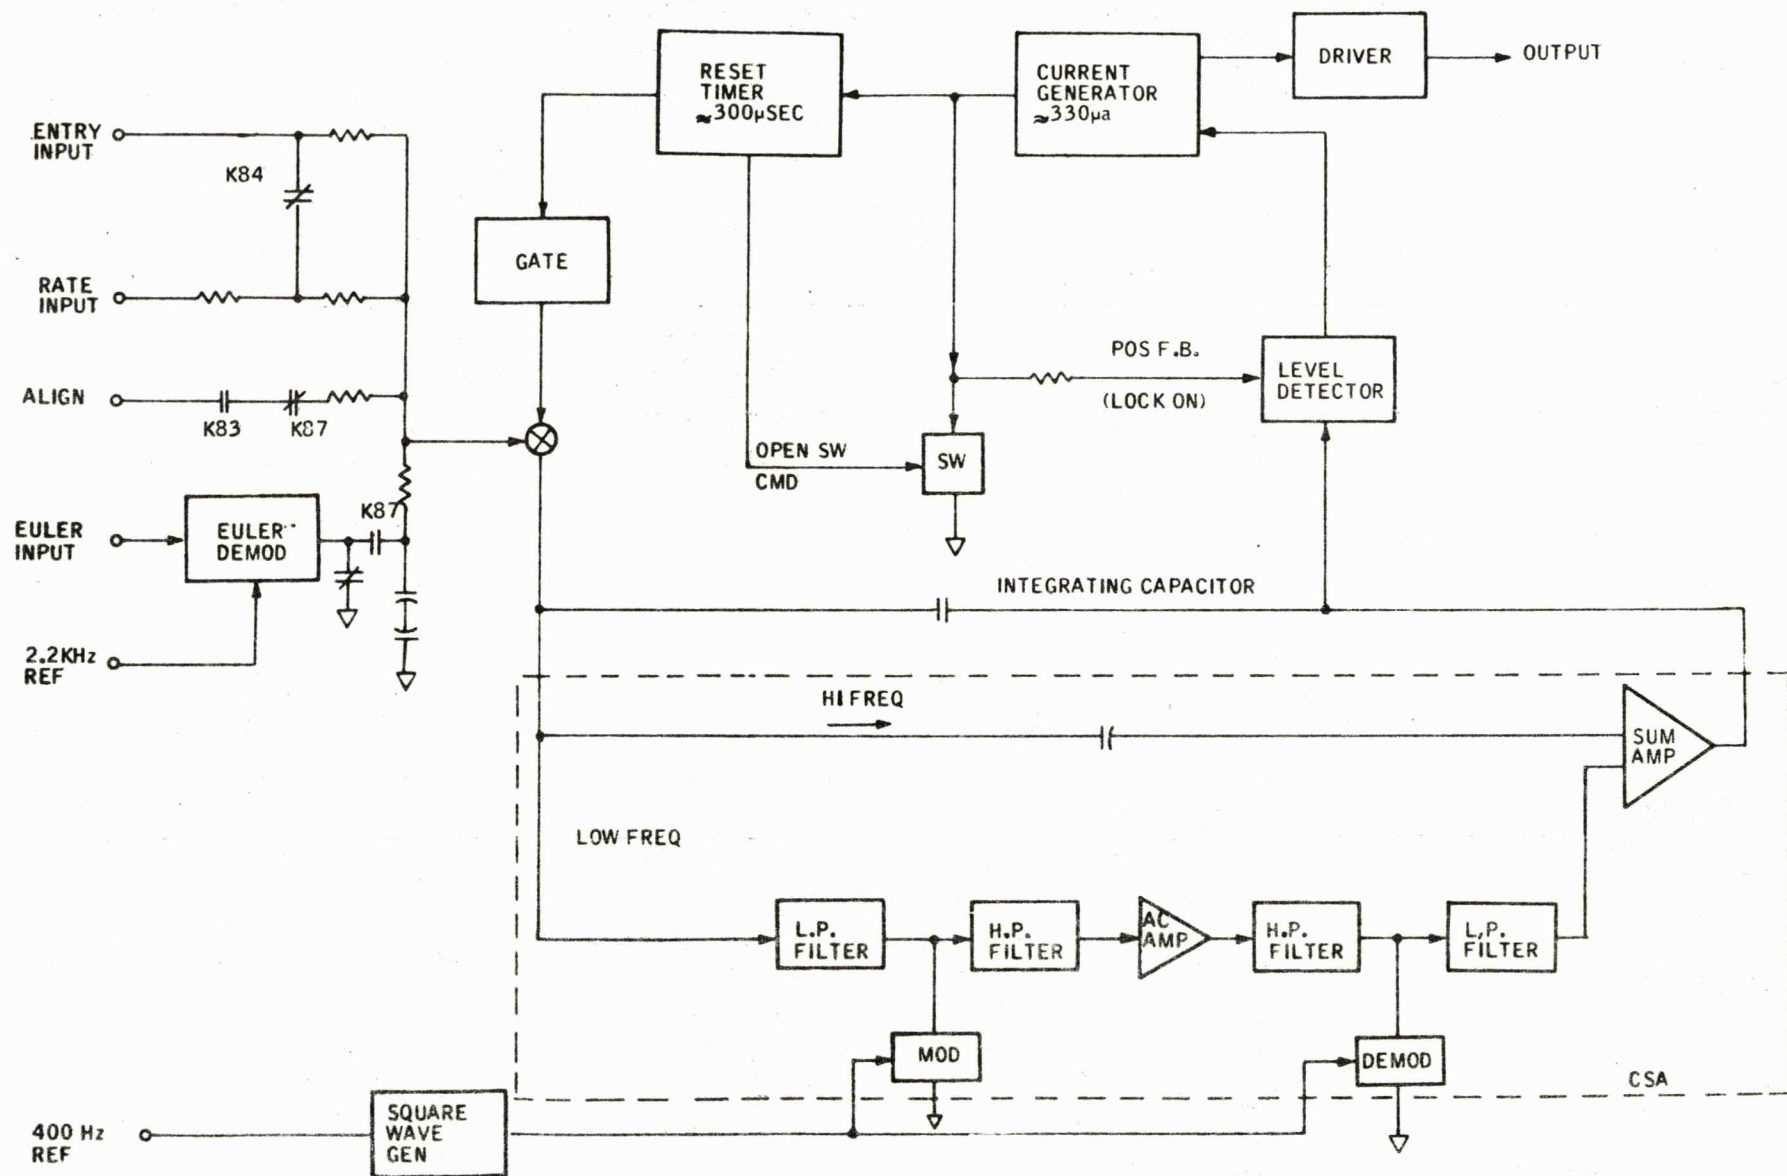 RESET
TIMER
≈300µSEC
CURRENT
GENERATOR
≈330µa
DRIVER
OUTPUT
ENTRY
INPUT
K84
GATE
RATE
INPUT
POS F.B.
(LOCK ON)
LEVEL
DETECTOR
ALIGN
K83
K87
OPEN SW
CMD
SW
EULER
INPUT
EULER
DEMOD
K87
INTEGRATING CAPACITOR
2.2KHz
REF
HI FREQ
SUM
AMP
LOW FREQ
L.P.
FILTER
H.P.
FILTER
AC
AMP
H.P.
FILTER
L.P.
FILTER
MOD
DEMOD
CSA
400 Hz
REF
SQUARE
WAVE
GEN